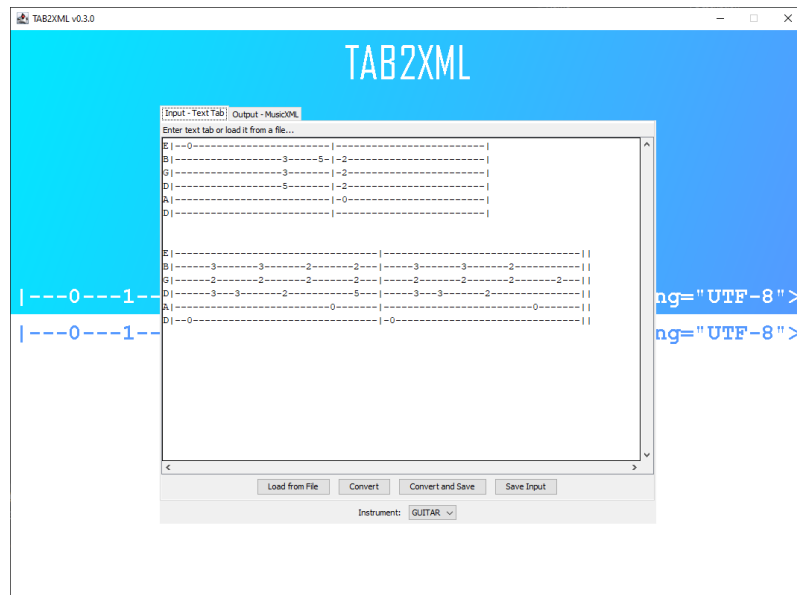 TAB2XML v0.3.0
TAB2XML
Input - Text Tab Output - MusicXML
Enter text tab or load it from a file...
E|--0-----------------------|-------------------------|
B|------------------3-----5-|-2-----------------------|
G|------------------3-------|-2-----------------------|
D|------------------5-------|-2-----------------------|
A|--------------------------|-0-----------------------|
D|--------------------------|-------------------------|
E|----------------------------------|---------------------------------||
B|------3-------3-------2-------2---|-----3-------3-------2-----------||
G|------2-------2-------2-------2---|-----2-------2-------2-------2---||
D|------3---3-------2-----------5---|-----3---3-------2---------------||
A|--------------------------0-------|-------------------------0-------||
D|--0-------------------------------|-0-------------------------------||
|---0---1-- ng="UTF-8">
|---0---1-- ng="UTF-8">
Load from File Convert Convert and Save Save Input
Instrument: GUITAR